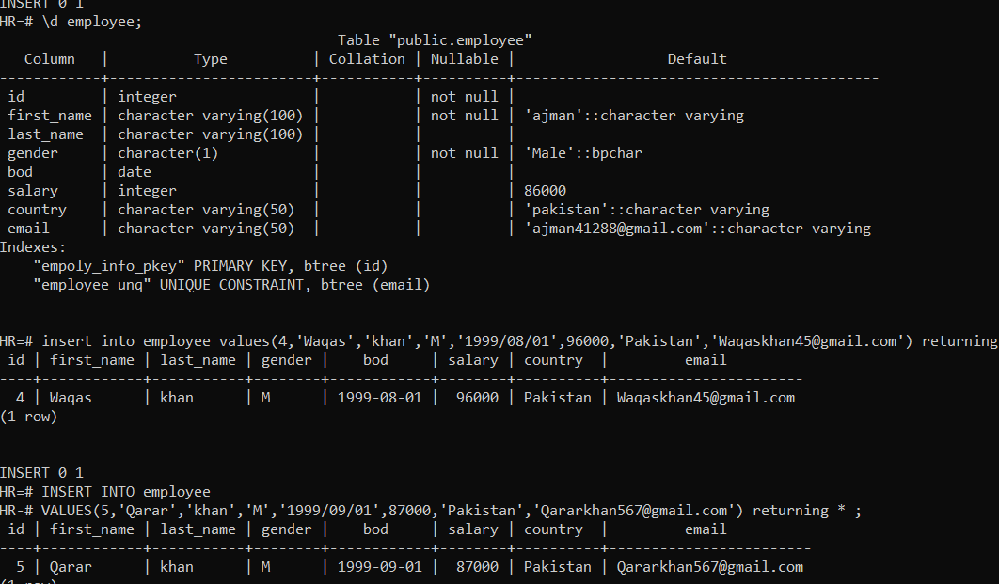 INSERT 0 1
HR=# \d employee;
Table "public.employee"
Column | Type | Collation | Nullable | Default
-----------+------------------------+-----------+----------+------------------------------------------
id | integer | | not null |
first_name | character varying(100) | | not null | 'ajman'::character varying
last_name | character varying(100) | | |
gender | character(1) | | not null | 'Male'::bpchar
bod | date | | |
salary | integer | | | 86000
country | character varying(50) | | | 'pakistan'::character varying
email | character varying(50) | | | 'ajman41288@gmail.com'::character varying
Indexes:
"empoly_info_pkey" PRIMARY KEY, btree (id)
"employee_unq" UNIQUE CONSTRAINT, btree (email)
HR=# insert into employee values(4,'Waqas','khan','M','1999/08/01',96000,'Pakistan','Waqaskhan45@gmail.com') returning
id | first_name | last_name | gender | bod | salary | country | email
----+------------+-----------+--------+------------+--------+----------+-----------------------
4 | Waqas | khan | M | 1999-08-01 | 96000 | Pakistan | Waqaskhan45@gmail.com
(1 row)
INSERT 0 1
HR=# INSERT INTO employee
HR-# VALUES(5,'Qarar','khan','M','1999/09/01',87000,'Pakistan','Qararkhan567@gmail.com') returning * ;
id | first_name | last_name | gender | bod | salary | country | email
----+------------+-----------+--------+------------+--------+----------+------------------------
5 | Qarar | khan | M | 1999-09-01 | 87000 | Pakistan | Qararkhan567@gmail.com
(1 row)